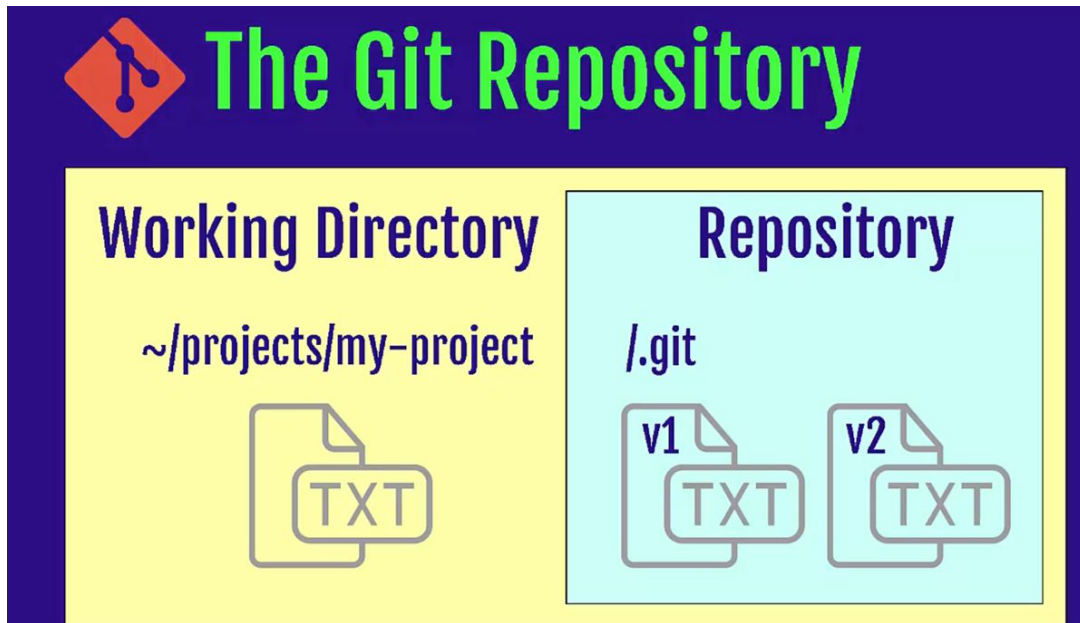 The Git Repository
Working Directory
~/projects/my-project
TXT
Repository
/.git
v1
TXT
v2
TXT